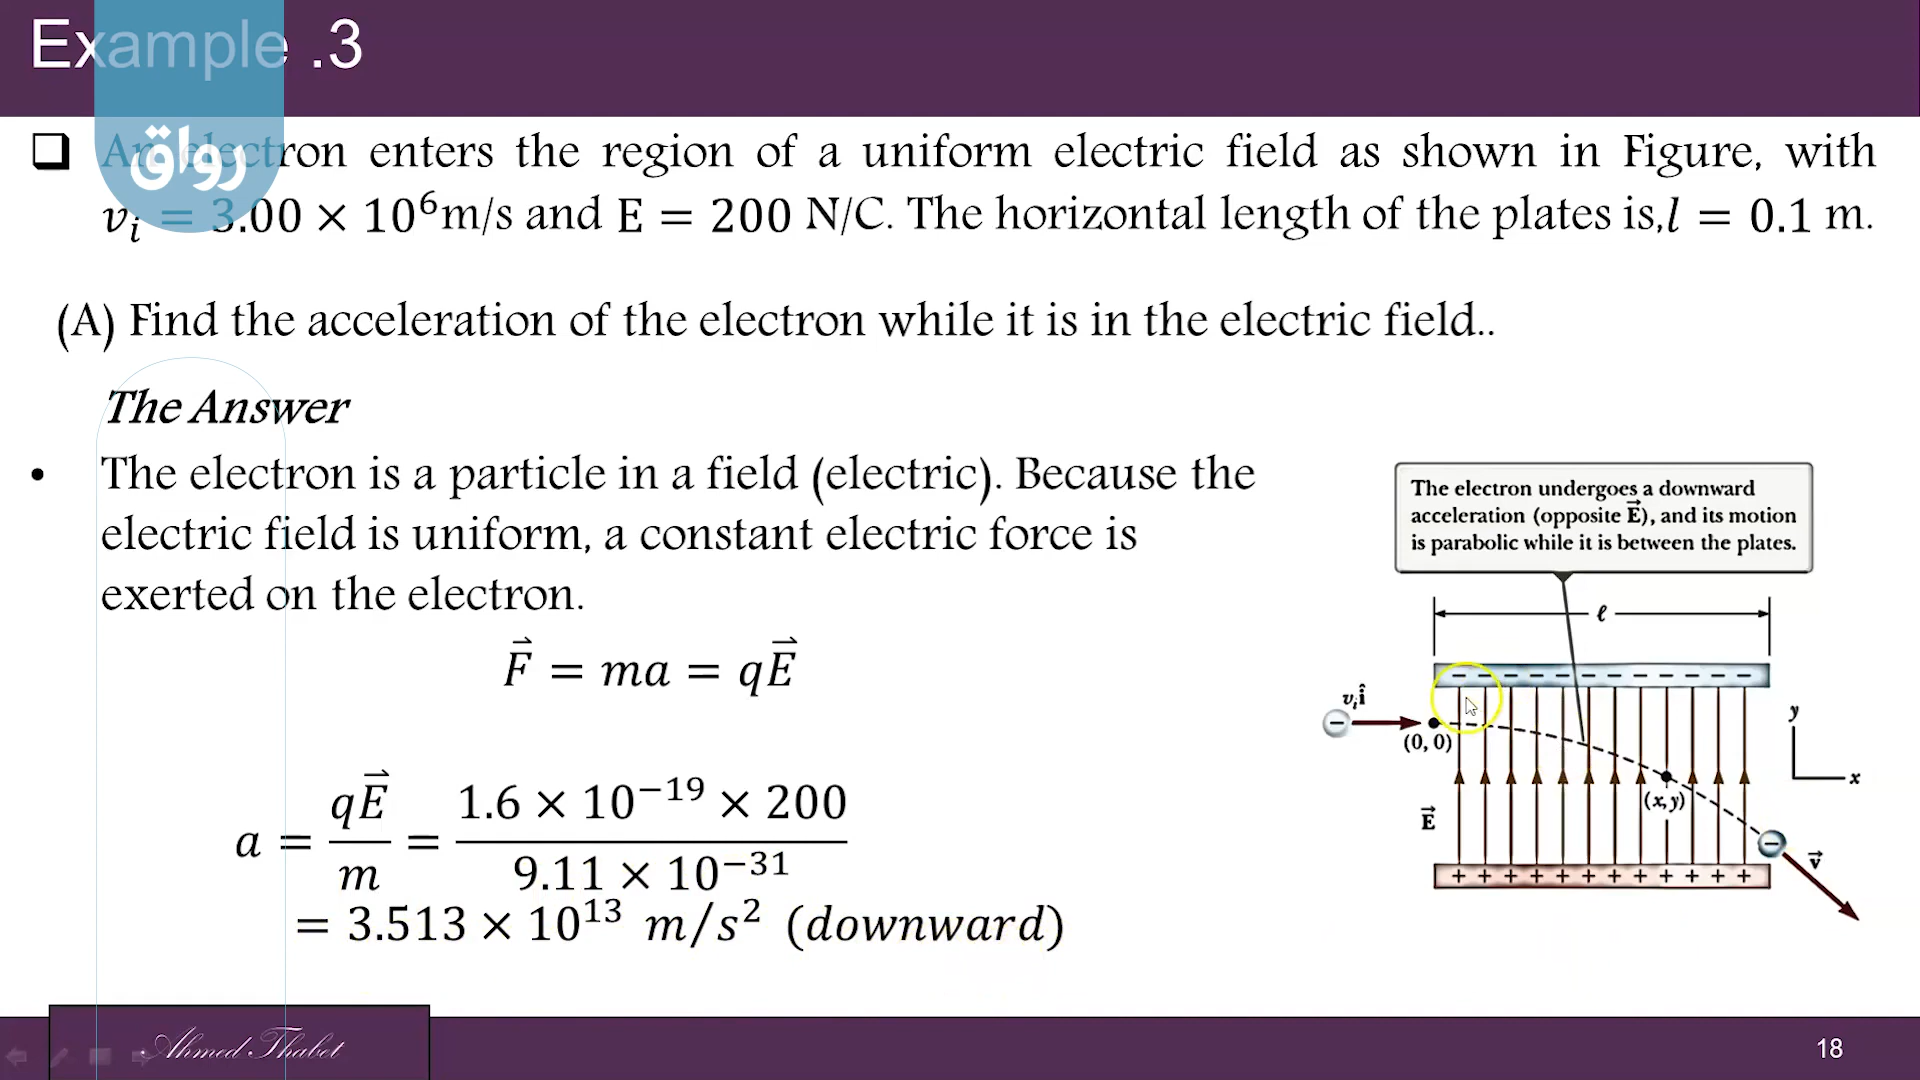 Example .3
رواق
An electron enters the region of a uniform electric field as shown in Figure, with
vᵢ = 3.00 × 10⁶m/s and E = 200 N/C. The horizontal length of the plates is,l = 0.1 m.
(A) Find the acceleration of the electron while it is in the electric field..
The Answer
• The electron is a particle in a field (electric). Because the
electric field is uniform, a constant electric force is
exerted on the electron.
F⃗ = ma = qE⃗
a = qE⃗/m = (1.6 × 10⁻¹⁹ × 200)/(9.11 × 10⁻³¹)
= 3.513 × 10¹³ m/s² (downward)
The electron undergoes a downward
acceleration (opposite E⃗), and its motion
is parabolic while it is between the plates.
ℓ
− − − − − − − − − − − −
vᵢî
−
(0, 0)
y
x
(x, y)
E⃗
−
v⃗
+ + + + + + + + + + + +
Ahmed Thabet
18